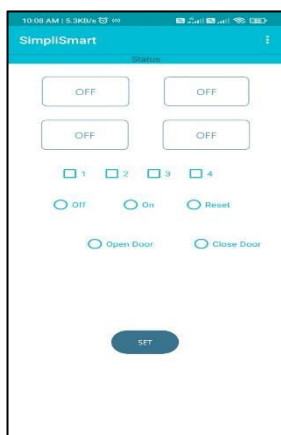 10:08 AM | 5.3KB/s
SimpliSmart
Status
OFF OFF
OFF OFF
1 2 3 4
Off On Reset
Open Door Close Door
SET